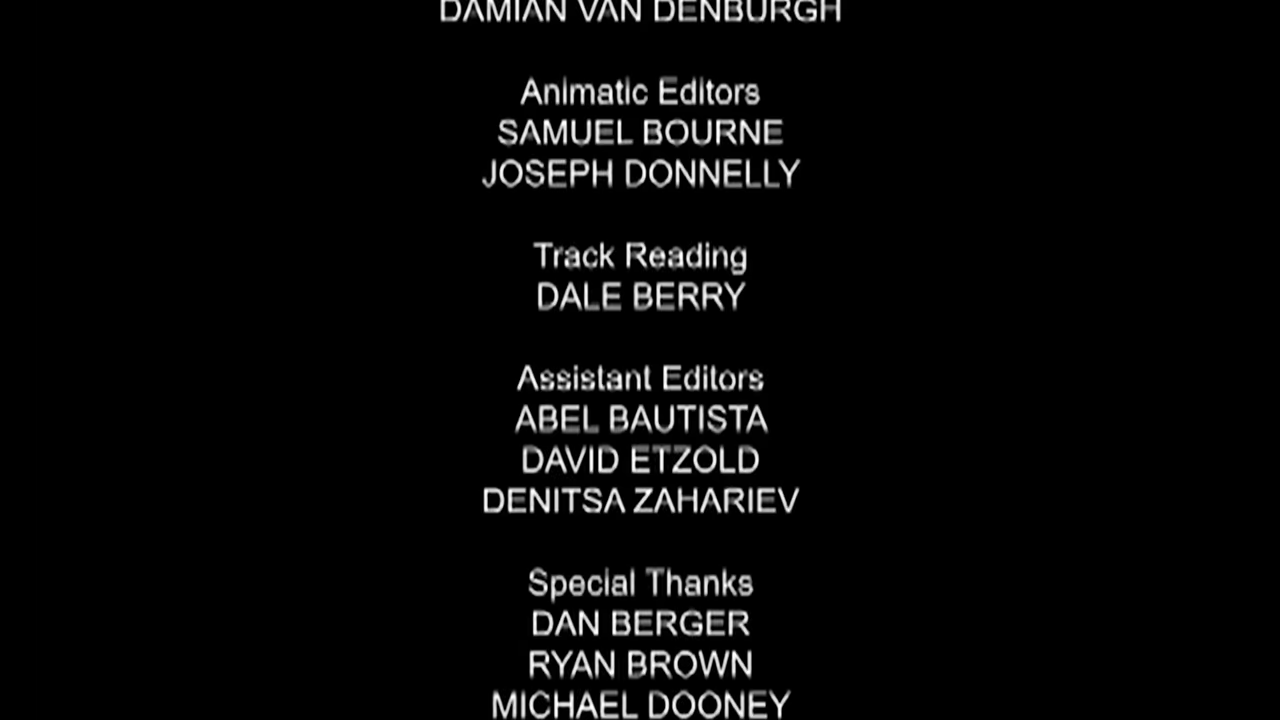 DAMIAN VAN DENBURGH
Animatic Editors
SAMUEL BOURNE
JOSEPH DONNELLY
Track Reading
DALE BERRY
Assistant Editors
ABEL BAUTISTA
DAVID ETZOLD
DENITSA ZAHARIEV
Special Thanks
DAN BERGER
RYAN BROWN
MICHAEL DOONEY